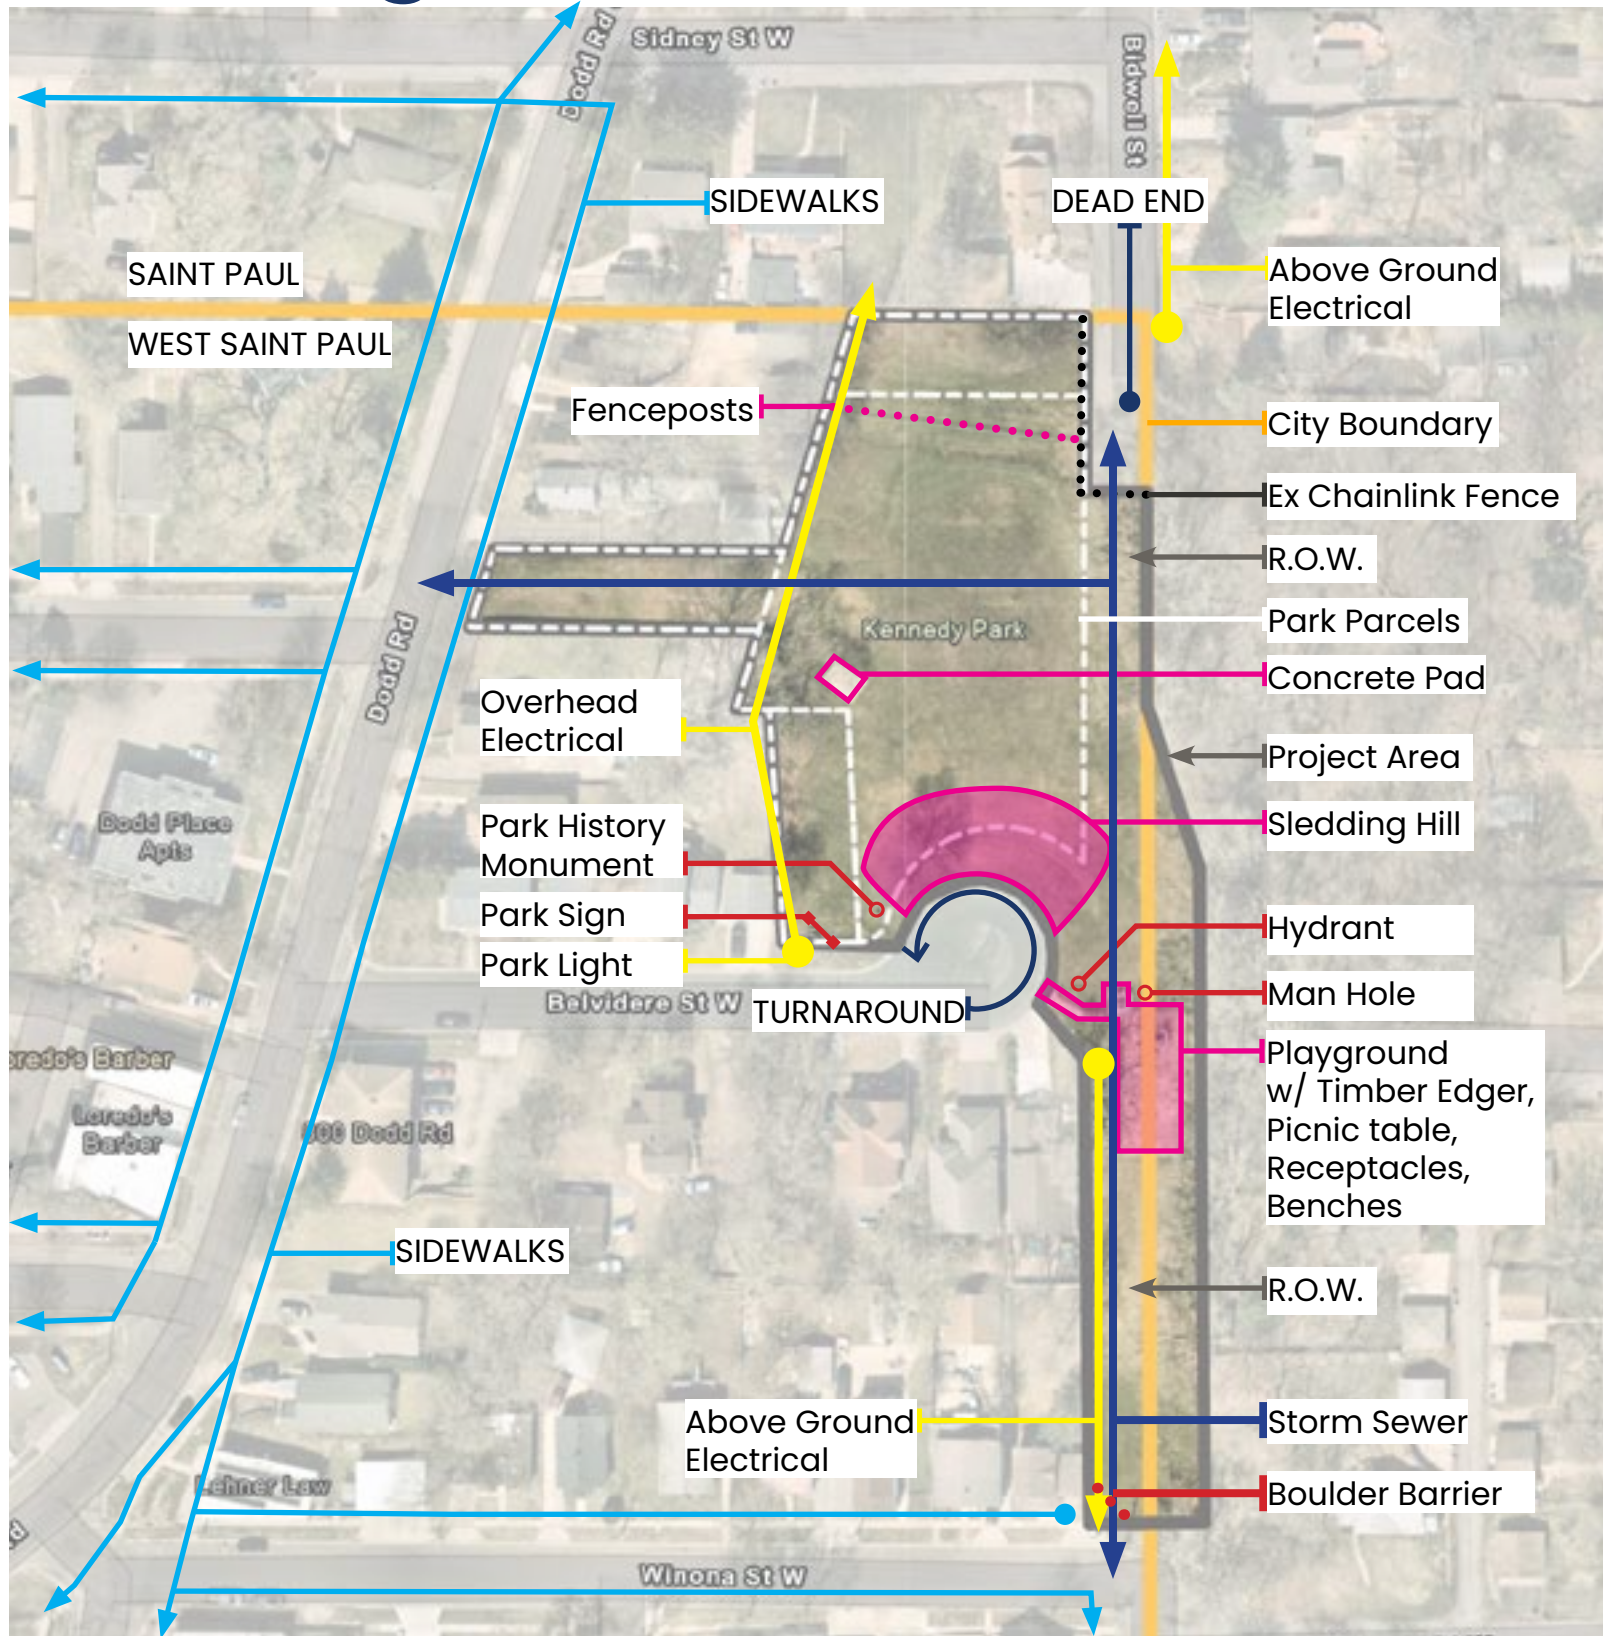 Sidney St W
Dodd Rd
Bidwell St
SIDEWALKS
DEAD END
SAINT PAUL
WEST SAINT PAUL
Above Ground
Electrical
Fenceposts
City Boundary
Ex Chainlink Fence
R.O.W.
Kennedy Park
Park Parcels
Dodd Rd
Concrete Pad
Overhead
Electrical
Project Area
Dodd Place
Apts
Park History
Monument
Sledding Hill
Park Sign
Hydrant
Park Light
Belvidere St W
TURNAROUND
Man Hole
Playground
w/ Timber Edger,
Picnic table,
Receptacles,
Benches
oredo's Barber
Loredo's
Barber
800 Dodd Rd
SIDEWALKS
R.O.W.
Above Ground
Electrical
Storm Sewer
Lehner Law
Boulder Barrier
Winona St W